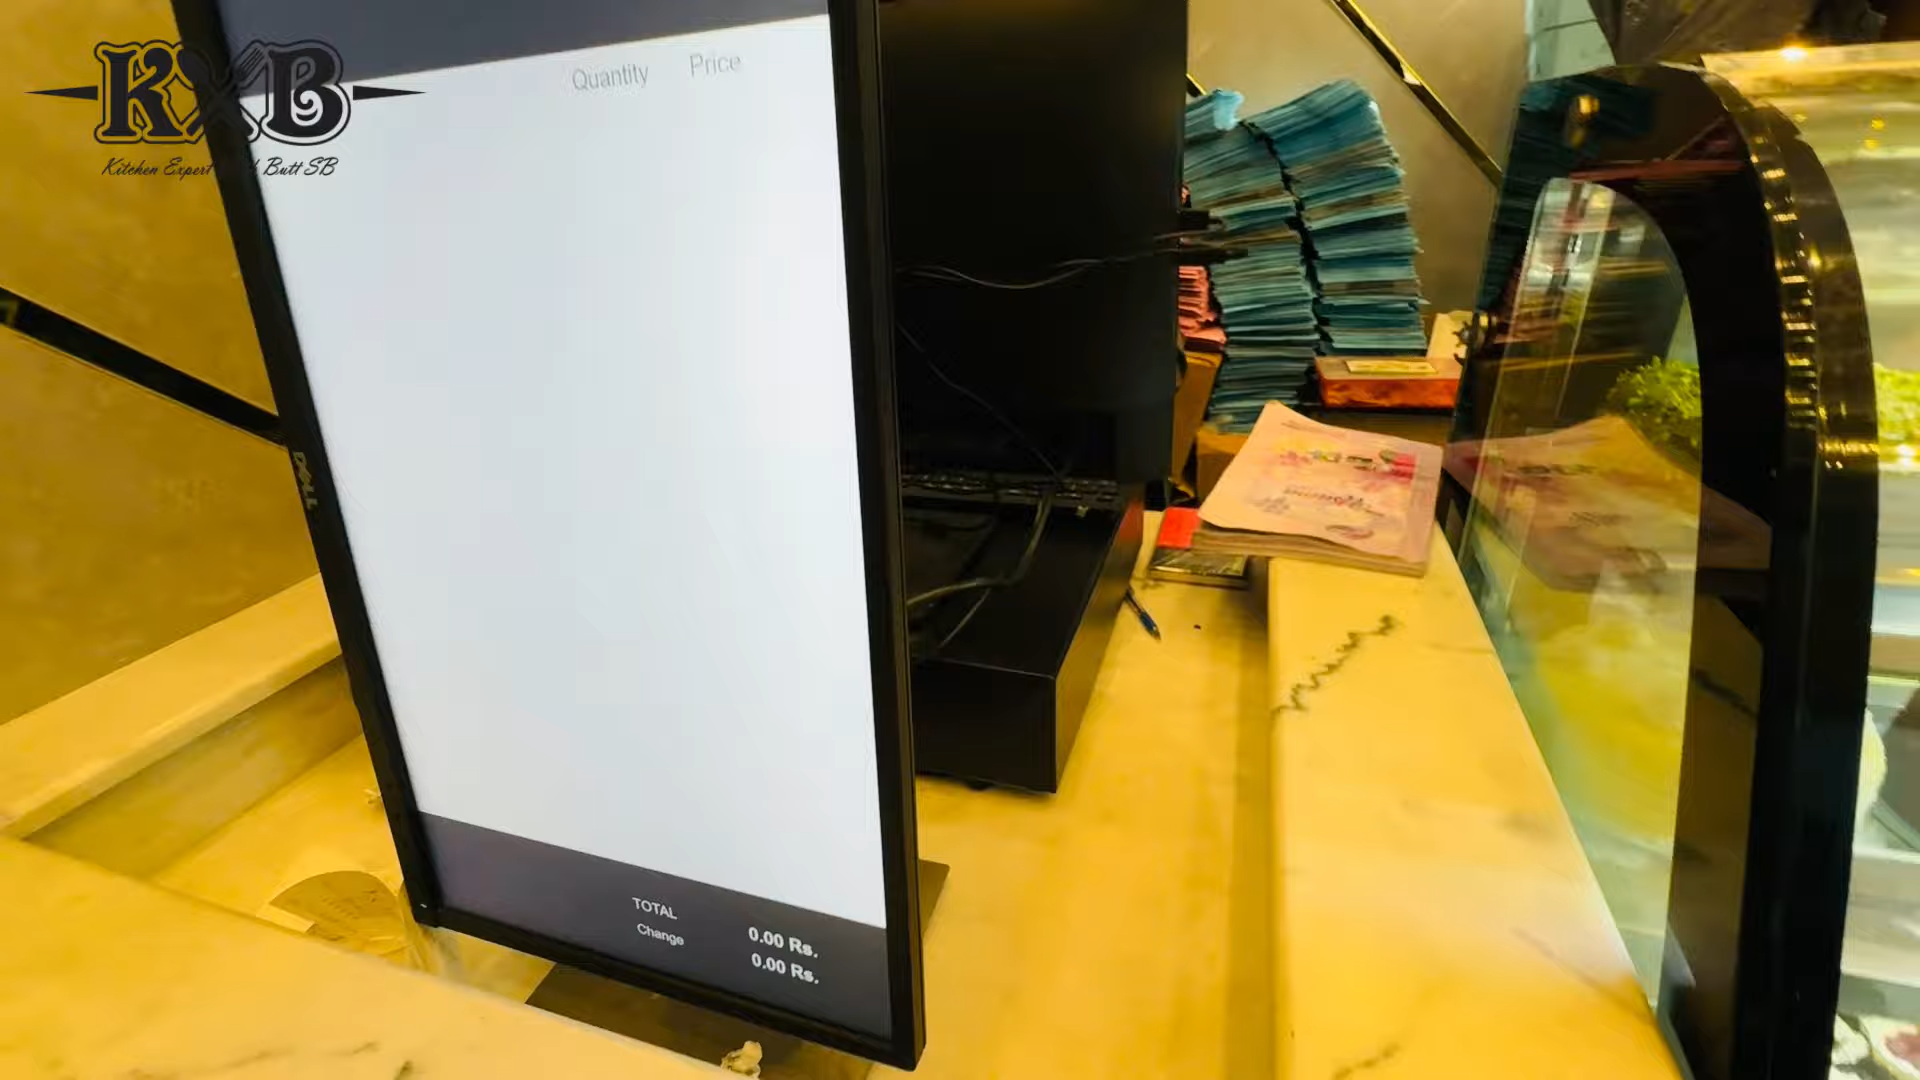 KXB
Kitchen Expert Butt SB
Quantity Price
DELL
TOTAL
0.00 Rs.
Change
0.00 Rs.